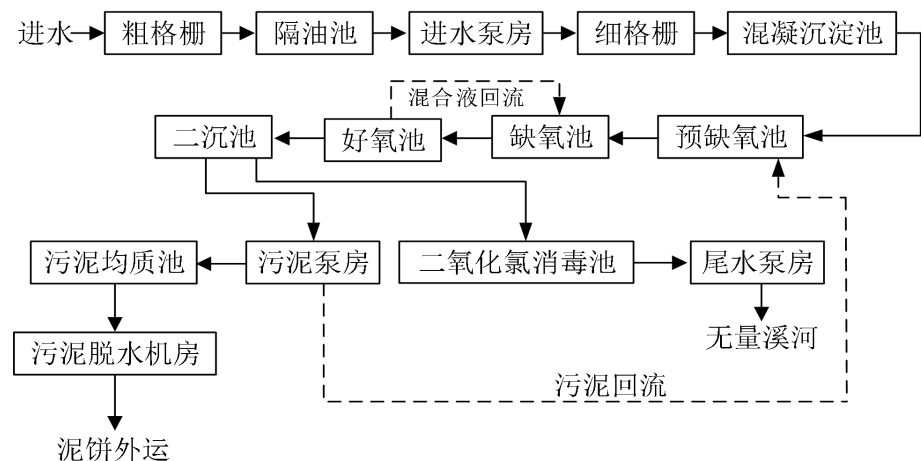 进水
粗格栅
隔油池
进水泵房
细格栅
混凝沉淀池
混合液回流
二沉池
好氧池
缺氧池
预缺氧池
污泥均质池
污泥泵房
二氧化氯消毒池
尾水泵房
无量溪河
污泥脱水机房
污泥回流
泥饼外运